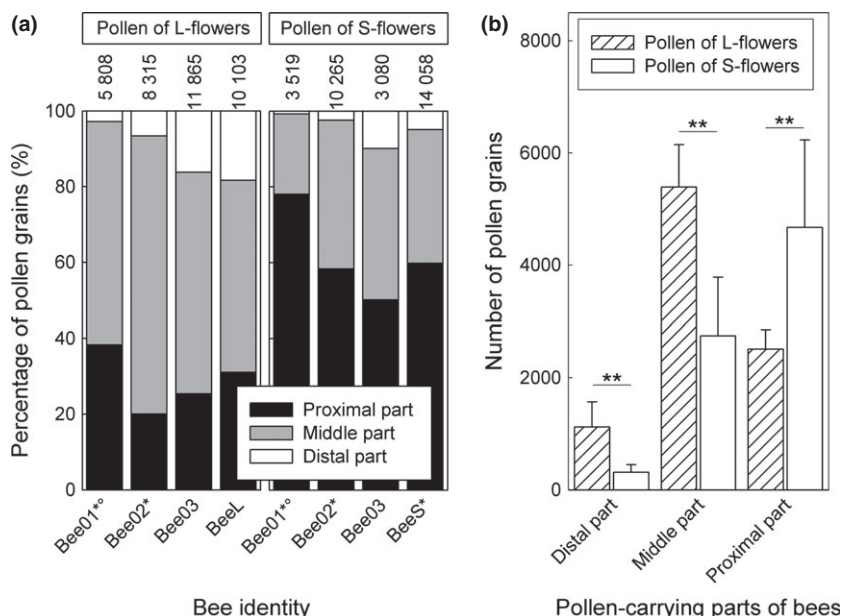 (a)
Pollen of L-flowers
Pollen of S-flowers
5 808
8 315
11 865
10 103
3 519
10 265
3 080
14 058
Percentage of pollen grains (%)
100
80
60
40
20
0
Proximal part
Middle part
Distal part
Bee01*°
Bee02*
Bee03
BeeL
Bee01*°
Bee02*
Bee03
BeeS*
Bee identity
(b)
Pollen of L-flowers
Pollen of S-flowers
Number of pollen grains
8000
6000
4000
2000
0
**
**
**
Distal part
Middle part
Proximal part
Pollen-carrying parts of bees